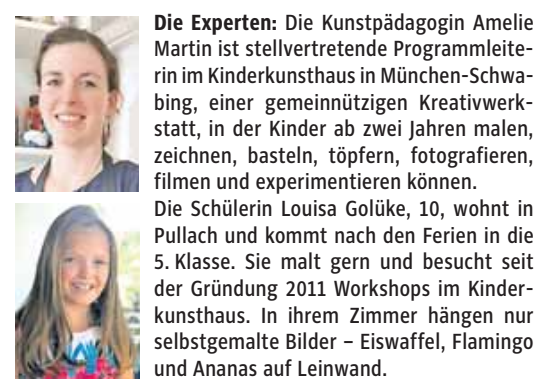 Die Experten: Die Kunstpädagogin Amelie
Martin ist stellvertretende Programmleite-
rin im Kinderkunsthaus in München-Schwa-
bing, einer gemeinnützigen Kreativwerk-
statt, in der Kinder ab zwei Jahren malen,
zeichnen, basteln, töpfern, fotografieren,
filmen und experimentieren können.
Die Schülerin Louisa Golüke, 10, wohnt in
Pullach und kommt nach den Ferien in die
5. Klasse. Sie malt gern und besucht seit
der Gründung 2011 Workshops im Kinder-
kunsthaus. In ihrem Zimmer hängen nur
selbstgemalte Bilder – Eiswaffel, Flamingo
und Ananas auf Leinwand.